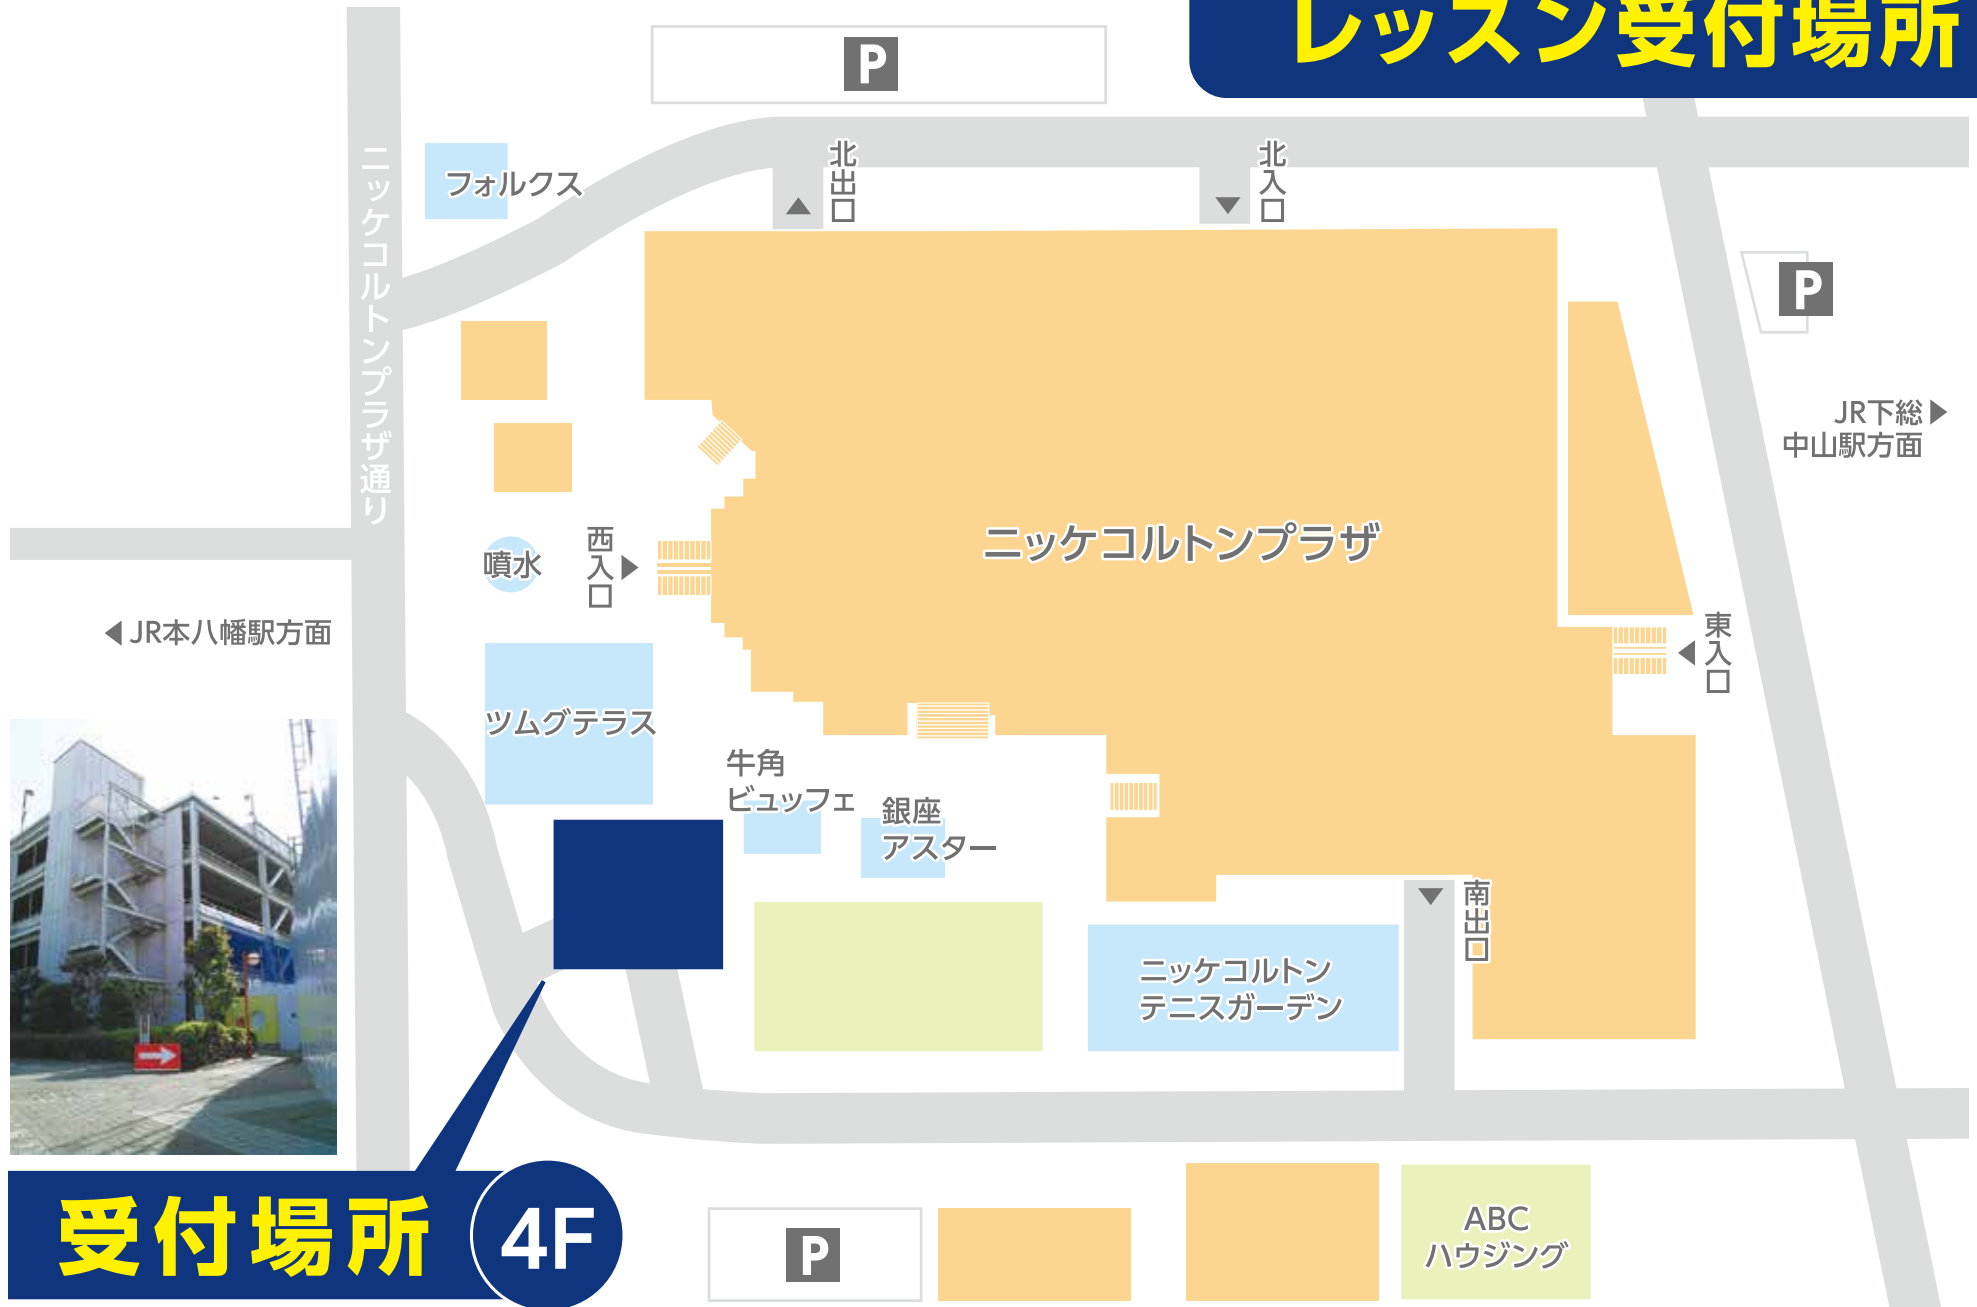 レッスン受付場所
P
北出口
北入口
フォルクス
ニッケコルトンプラザ通り
P
JR下総
中山駅方面
ニッケコルトンプラザ
西入口
噴水
JR本八幡駅方面
東入口
ツムグテラス
牛角
ビュッフェ
銀座
アスター
南出口
ニッケコルトン
テニスガーデン
受付場所
4F
P
ABC
ハウジング